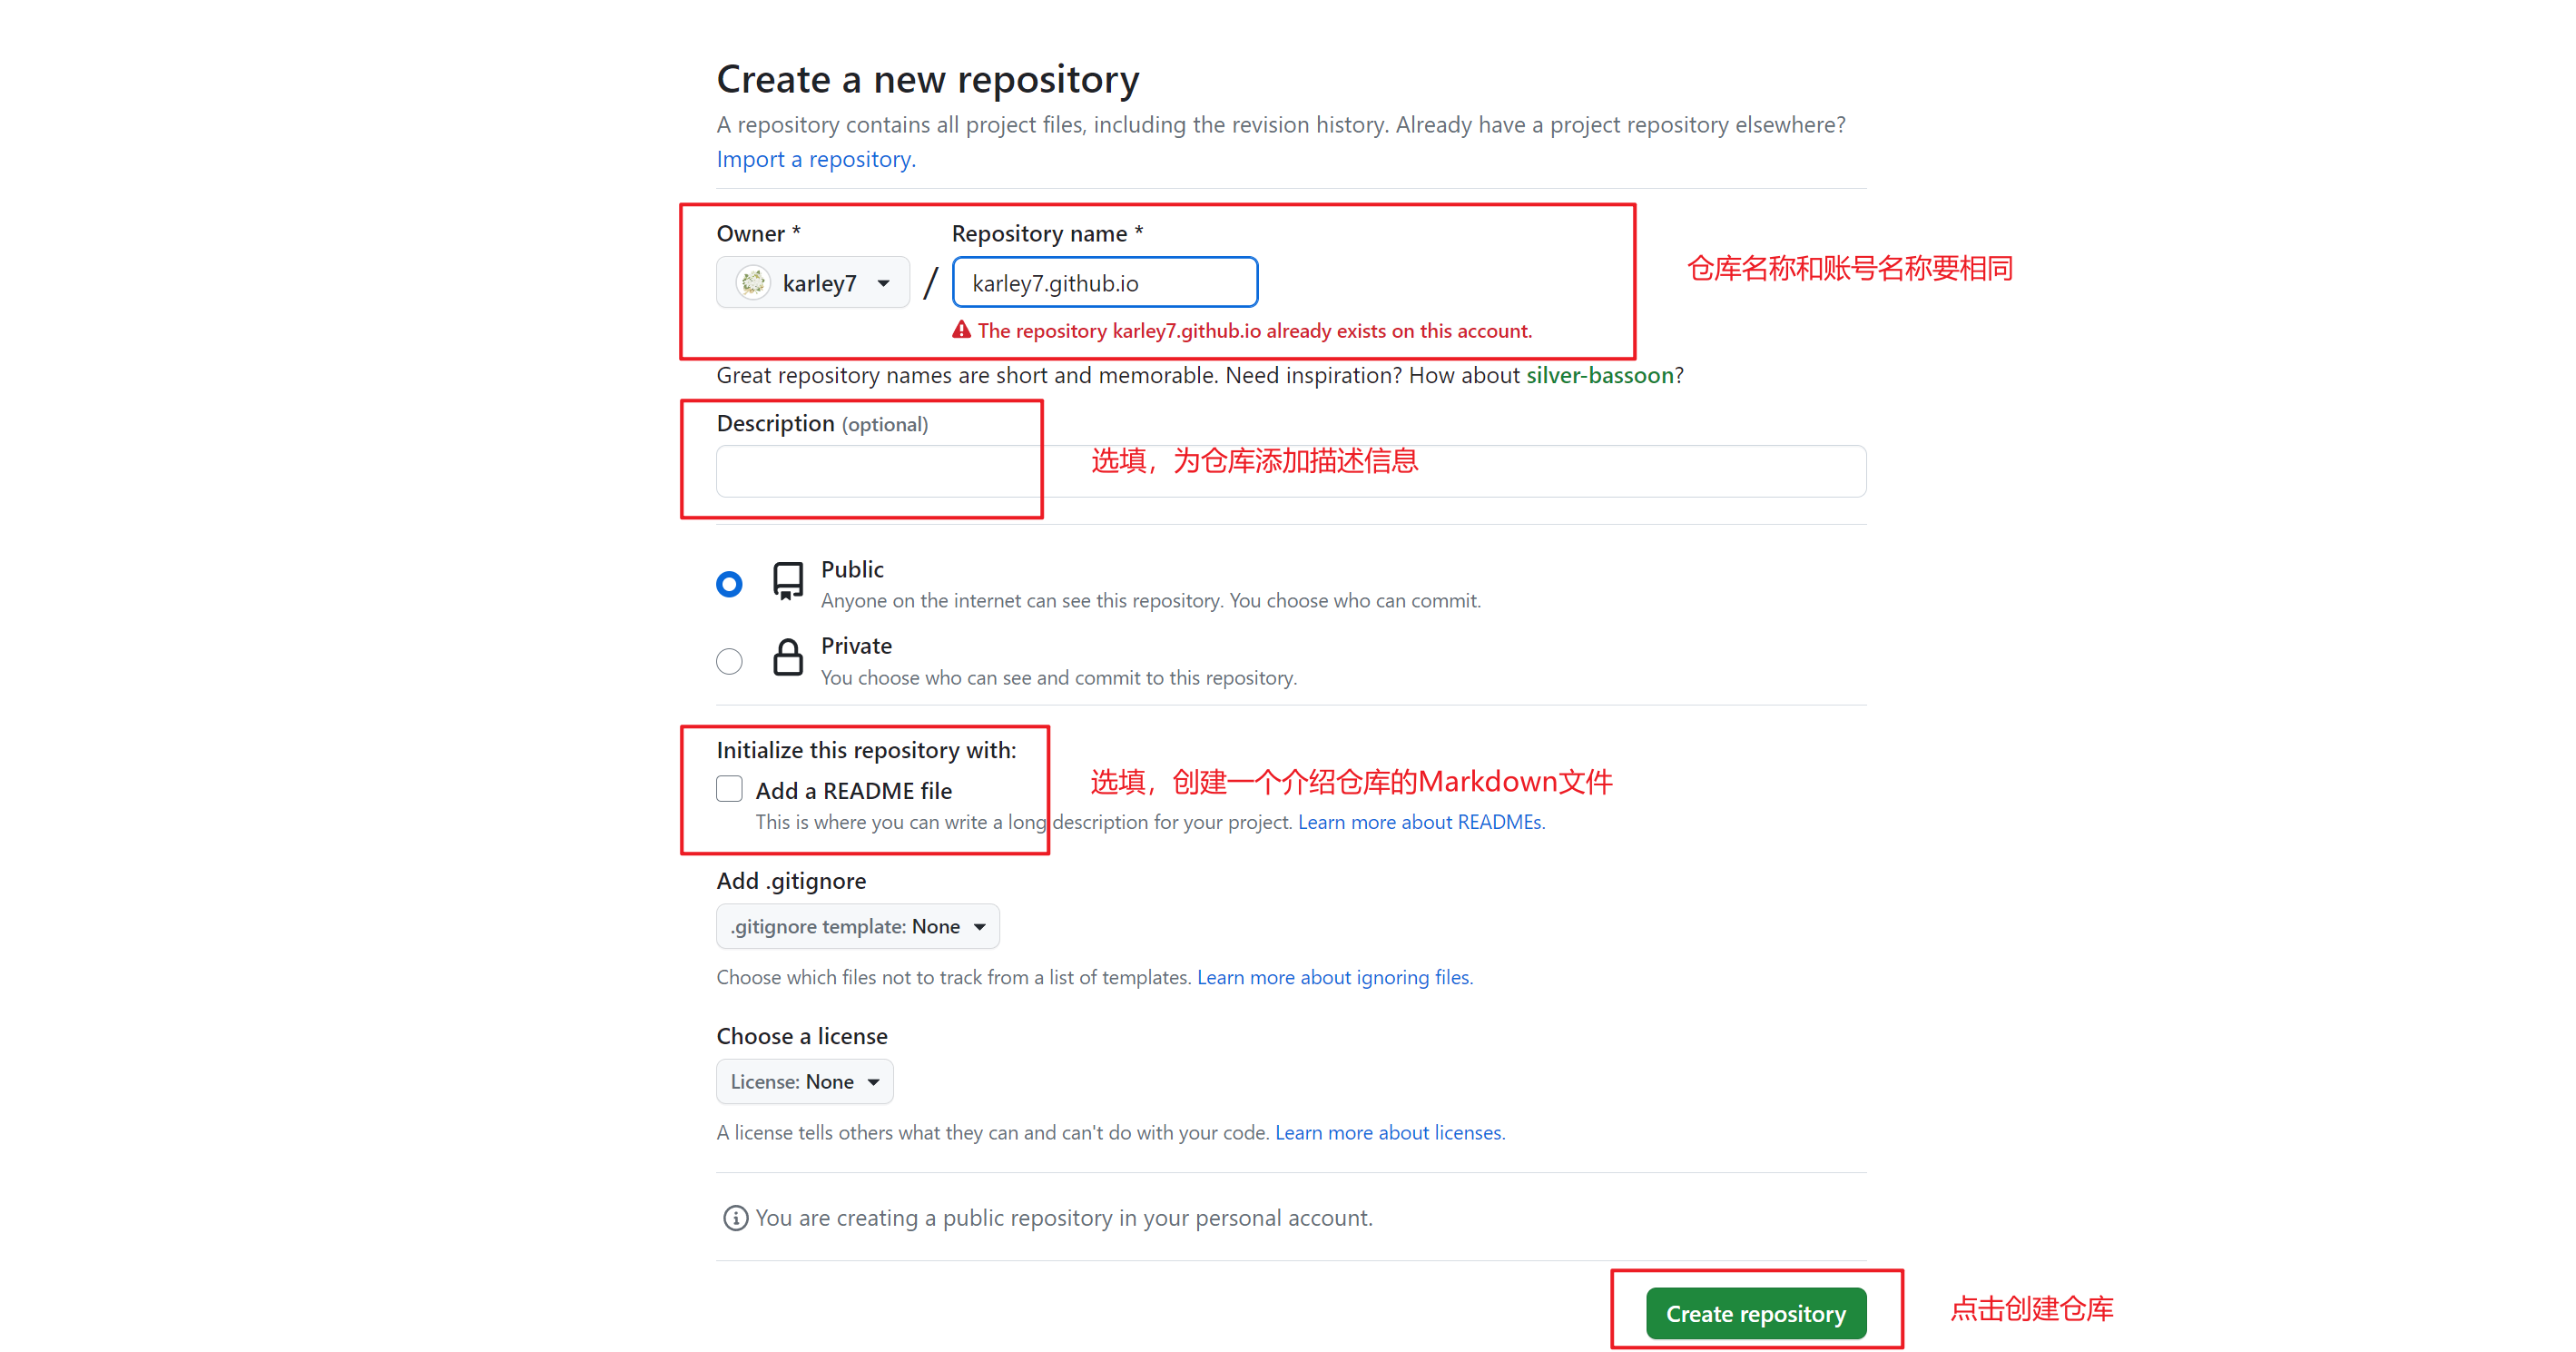 Create a new repository
A repository contains all project files, including the revision history. Already have a project repository elsewhere?
Import a repository.
Owner *
Repository name *
karley7
/
karley7.github.io
仓库名称和账号名称要相同
The repository karley7.github.io already exists on this account.
Great repository names are short and memorable. Need inspiration? How about silver-bassoon?
Description (optional)
选填，为仓库添加描述信息
Public
Anyone on the internet can see this repository. You choose who can commit.
Private
You choose who can see and commit to this repository.
Initialize this repository with:
Add a README file
选填，创建一个介绍仓库的Markdown文件
This is where you can write a long description for your project. Learn more about READMEs.
Add .gitignore
.gitignore template: None
Choose which files not to track from a list of templates. Learn more about ignoring files.
Choose a license
License: None
A license tells others what they can and can't do with your code. Learn more about licenses.
You are creating a public repository in your personal account.
Create repository
点击创建仓库